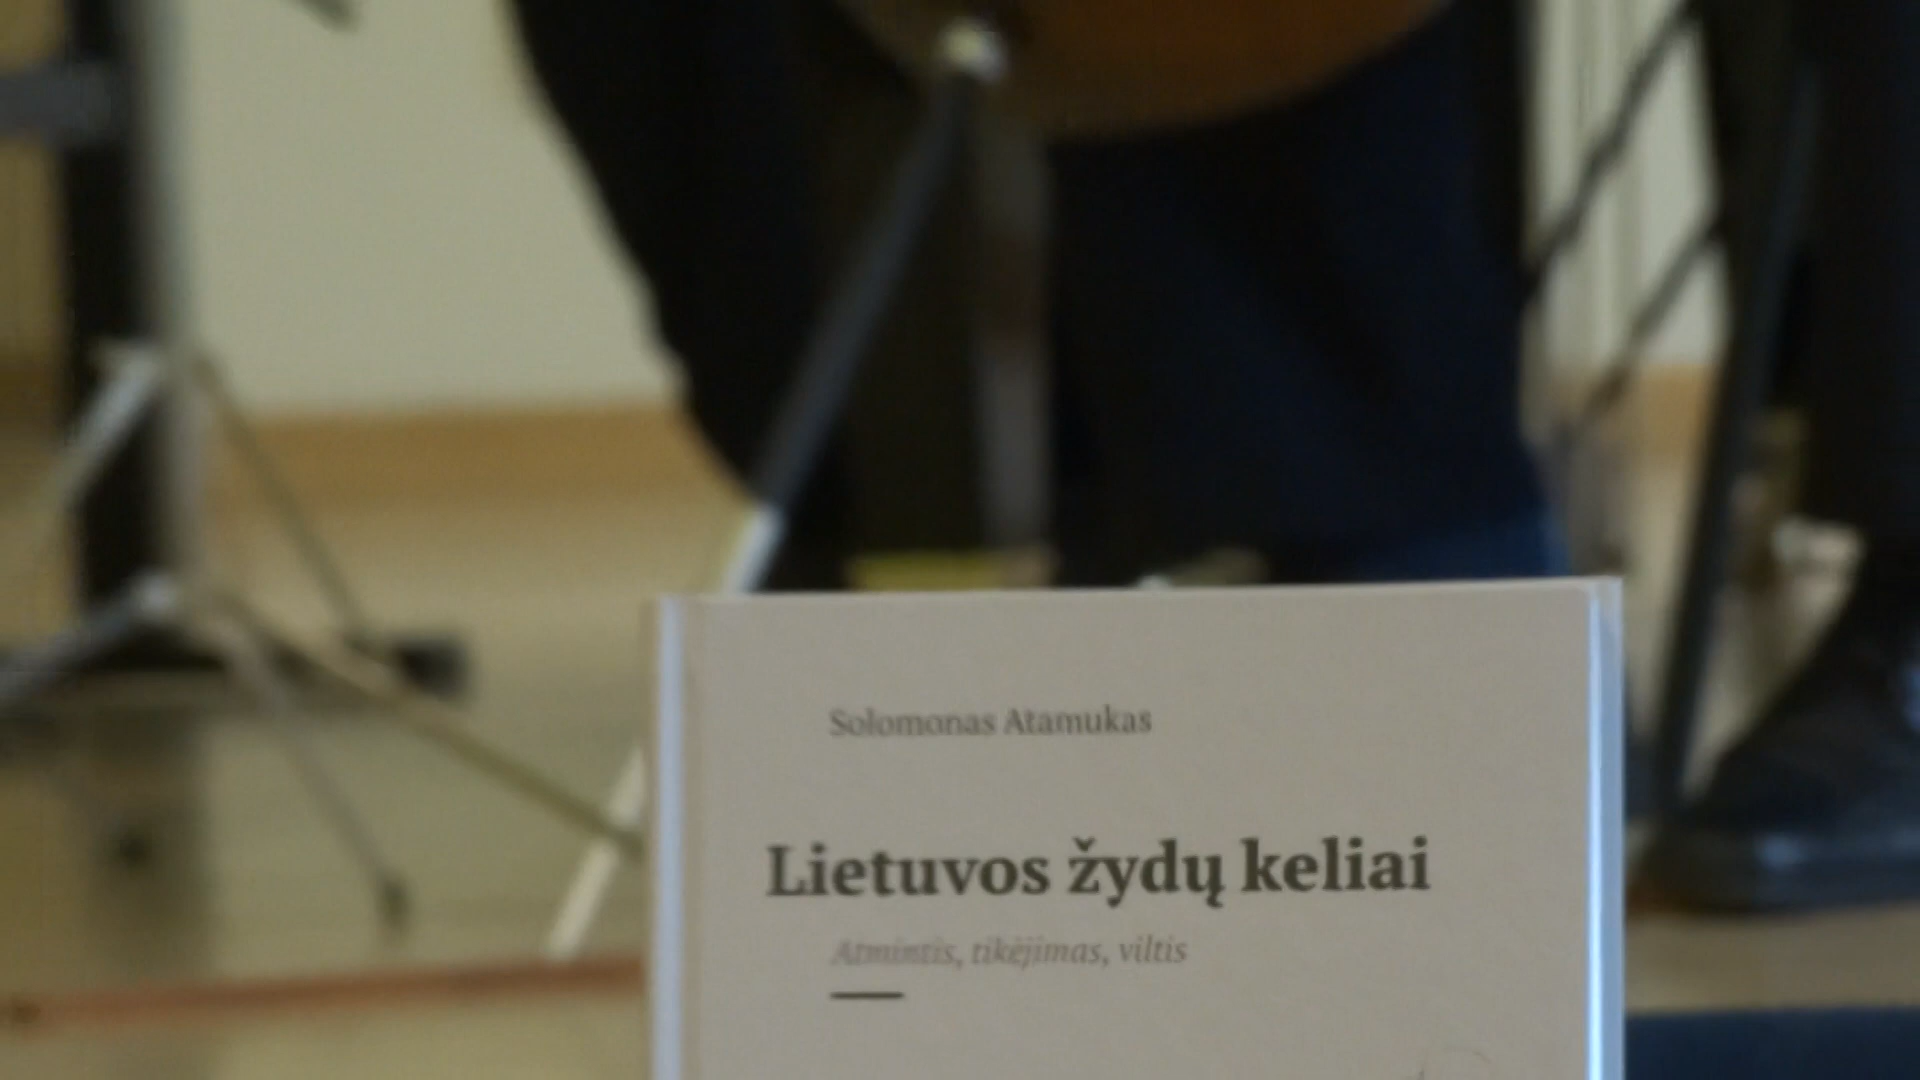 Solomonas Atamukas
Lietuvos žydų keliai
Atmintis, tikėjimas, viltis